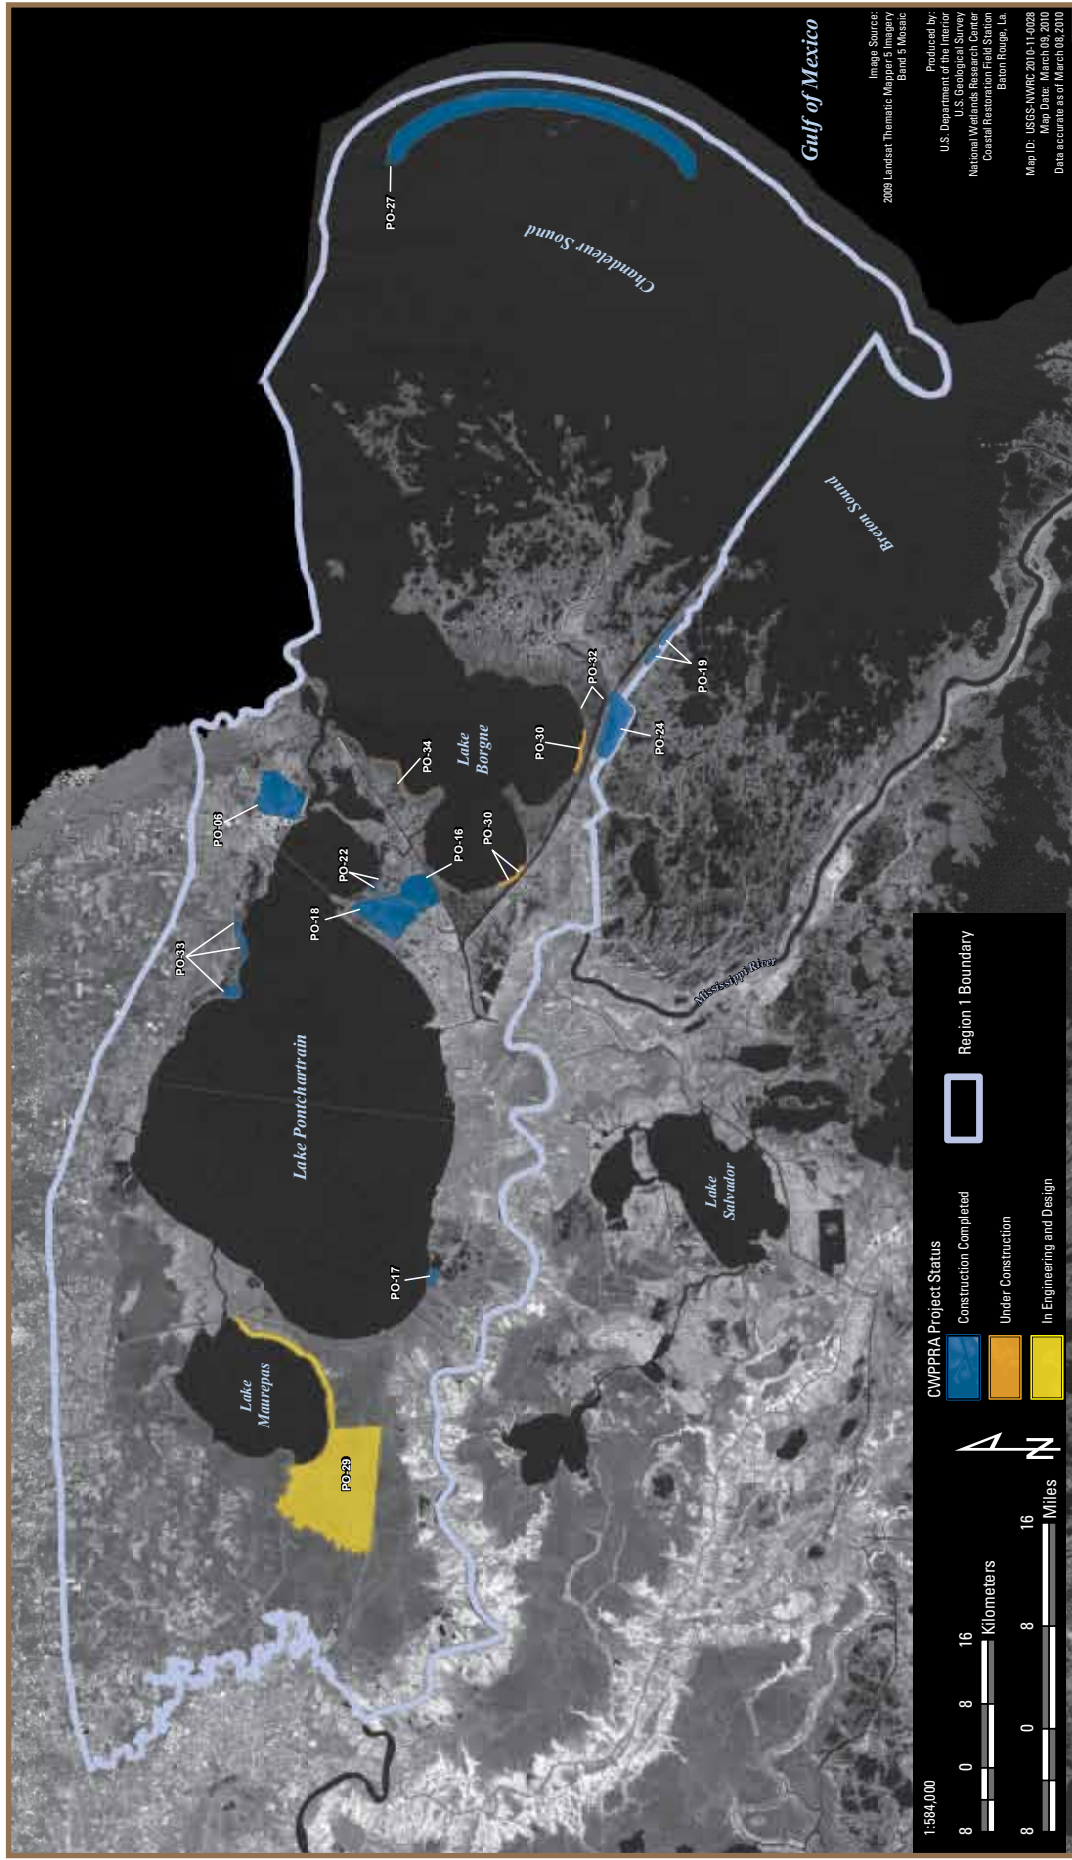 PO-27
Gulf of Mexico
Chandeleur Sound
Breton Sound
PO-06
PO-34
Lake
Borgne
PO-30
PO-32
PO-19
PO-24
PO-33
PO-22
PO-18
PO-16
PO-30
Lake Pontchartrain
Mississippi River
PO-17
Lake
Salvador
Lake
Maurepas
PO-29
Image Source:
2009 Landsat Thematic Mapper 5 Imagery
Band 5 Mosaic
Produced by:
U.S. Department of the Interior
U.S. Geological Survey
National Wetlands Research Center
Coastal Restoration Field Station
Baton Rouge, La.
Map ID: USGS-NWRC 2010-11-0028
Map Date: March 09, 2010
Data accurate as of March 08, 2010
1:584,000
8 0 8 16
Kilometers
8 0 8 16
Miles
N
CWPPRA Project Status
Construction Completed
Under Construction
In Engineering and Design
Region 1 Boundary